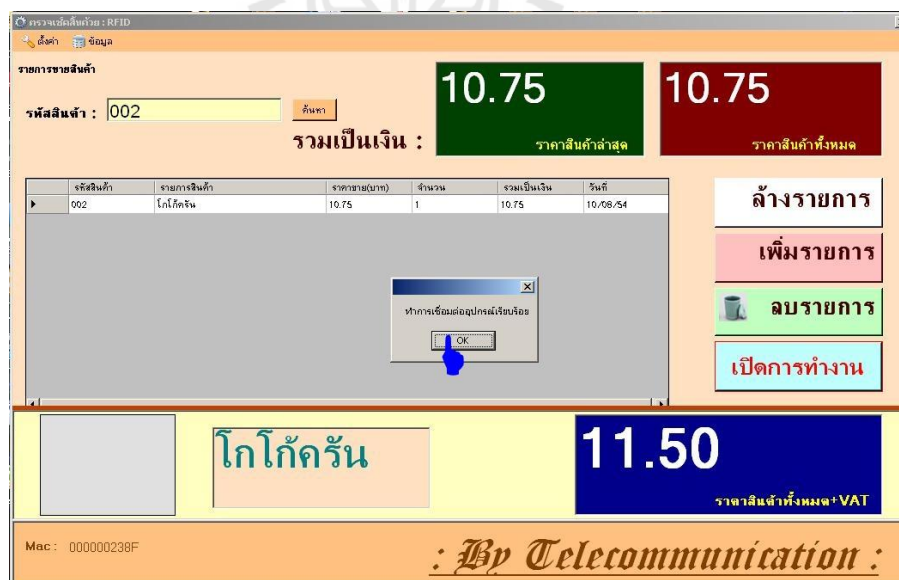 ตรวจเช็คสินค้าย : RFID
ตั้งค่า ข้อมูล
รายการขายสินค้า
รหัสสินค้า : 002
ค้นหา
รวมเป็นเงิน :
10.75
ราคาสินค้าล่าสุด
10.75
ราคาสินค้าทั้งหมด
รหัสสินค้า รายการสินค้า ราคาขาย(บาท) จำนวน รวมเป็นเงิน วันที่
002 โกโก้ครัน 10.75 1 10.75 10/08/54
ล้างรายการ
เพิ่มรายการ
ลบรายการ
เปิดการทำงาน
ทำการเชื่อมต่ออุปกรณ์เรียบร้อย
OK
โกโก้ครัน
11.50
ราคาสินค้าทั้งหมด+VAT
Mac : 000000238F
: By Telecommunication :